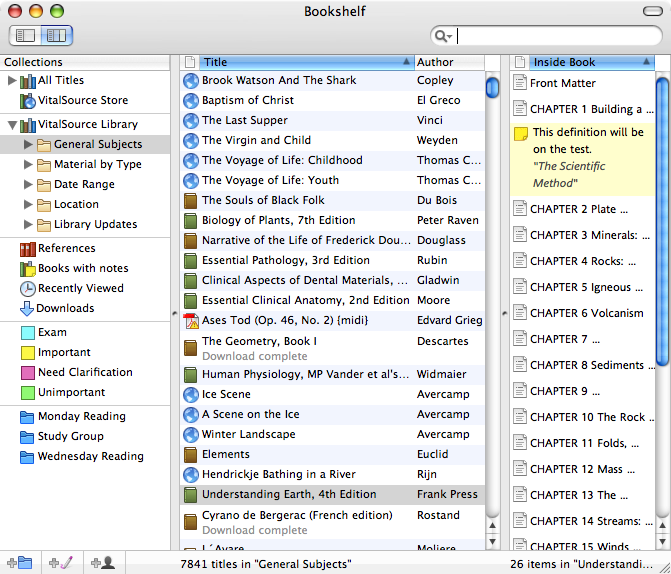 Bookshelf
Collections
All Titles
VitalSource Store
VitalSource Library
General Subjects
Material by Type
Date Range
Location
Library Updates
References
Books with notes
Recently Viewed
Downloads
Exam
Important
Need Clarification
Unimportant
Monday Reading
Study Group
Wednesday Reading
Title Author
Brook Watson And The Shark Copley
Baptism of Christ El Greco
The Last Supper Vinci
The Virgin and Child Weyden
The Voyage of Life: Childhood Thomas C...
The Voyage of Life: Youth Thomas C...
The Souls of Black Folk Du Bois
Biology of Plants, 7th Edition Peter Raven
Narrative of the Life of Frederick Dou... Douglass
Essential Pathology, 3rd Edition Rubin
Clinical Aspects of Dental Materials, ... Gladwin
Essential Clinical Anatomy, 2nd Edition Moore
Ases Tod (Op. 46, No. 2) {midi} Edvard Grieg
The Geometry, Book I Descartes
Download complete
Human Physiology, MP Vander et al's... Widmaier
Ice Scene Avercamp
A Scene on the Ice Avercamp
Winter Landscape Avercamp
Elements Euclid
Hendrickje Bathing in a River Rijn
Understanding Earth, 4th Edition Frank Press
Cyrano de Bergerac (French edition) Rostand
Download complete
L´Avare Moliere
Inside Book
Front Matter
CHAPTER 1 Building a ...
This definition will be
on the test.
"The Scientific
Method"
CHAPTER 2 Plate ...
CHAPTER 3 Minerals: ...
CHAPTER 4 Rocks: ...
CHAPTER 5 Igneous ...
CHAPTER 6 Volcanism
CHAPTER 7 ...
CHAPTER 8 Sediments ...
CHAPTER 9 ...
CHAPTER 10 The Rock ...
CHAPTER 11 Folds, ...
CHAPTER 12 Mass ...
CHAPTER 13 The ...
CHAPTER 14 Streams: ...
CHAPTER 15 Winds ...
7841 titles in "General Subjects"
26 items in "Understandi...